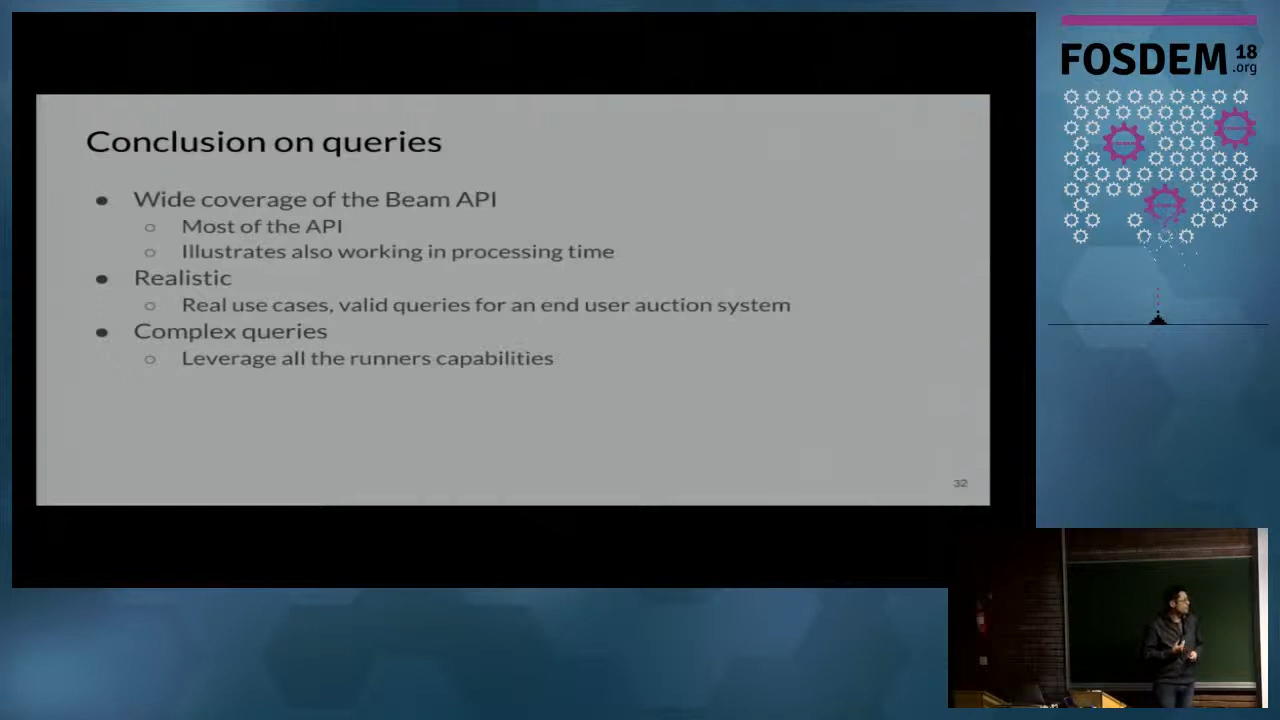 Conclusion on queries
● Wide coverage of the Beam API
○ Most of the API
○ Illustrates also working in processing time
● Realistic
○ Real use cases, valid queries for an end user auction system
● Complex queries
○ Leverage all the runners capabilities
32
FOSDEM 18
.org